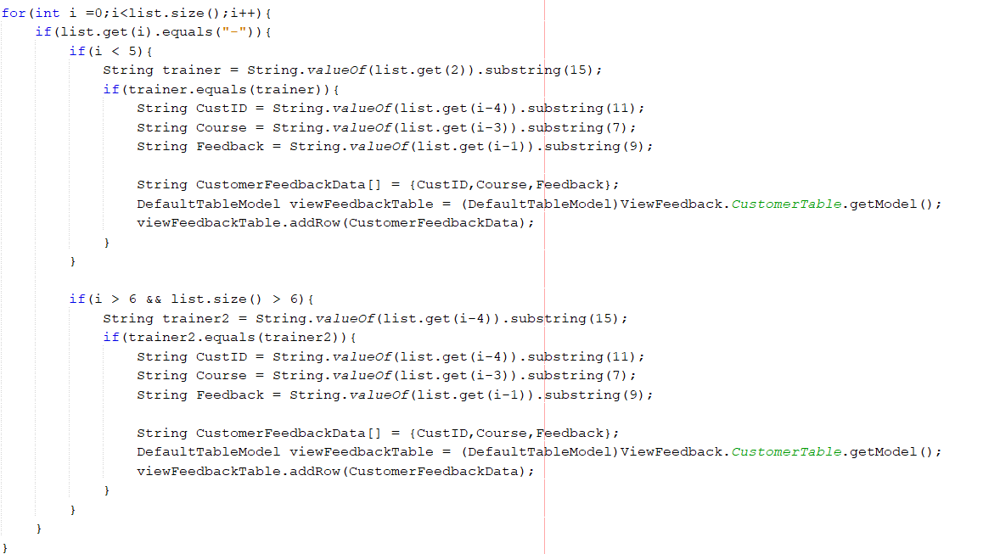 for(int i =0;i<list.size();i++){
    if(list.get(i).equals("-")){
        if(i < 5){
            String trainer = String.valueOf(list.get(2)).substring(15);
            if(trainer.equals(trainer)){
                String CustID = String.valueOf(list.get(i-4)).substring(11);
                String Course = String.valueOf(list.get(i-3)).substring(7);
                String Feedback = String.valueOf(list.get(i-1)).substring(9);

                String CustomerFeedbackData[] = {CustID,Course,Feedback};
                DefaultTableModel viewFeedbackTable = (DefaultTableModel)ViewFeedback.CustomerTable.getModel();
                viewFeedbackTable.addRow(CustomerFeedbackData);
            }
        }

        if(i > 6 && list.size() > 6){
            String trainer2 = String.valueOf(list.get(i-4)).substring(15);
            if(trainer2.equals(trainer2)){
                String CustID = String.valueOf(list.get(i-4)).substring(11);
                String Course = String.valueOf(list.get(i-3)).substring(7);
                String Feedback = String.valueOf(list.get(i-1)).substring(9);

                String CustomerFeedbackData[] = {CustID,Course,Feedback};
                DefaultTableModel viewFeedbackTable = (DefaultTableModel)ViewFeedback.CustomerTable.getModel();
                viewFeedbackTable.addRow(CustomerFeedbackData);
            }
        }
    }
}